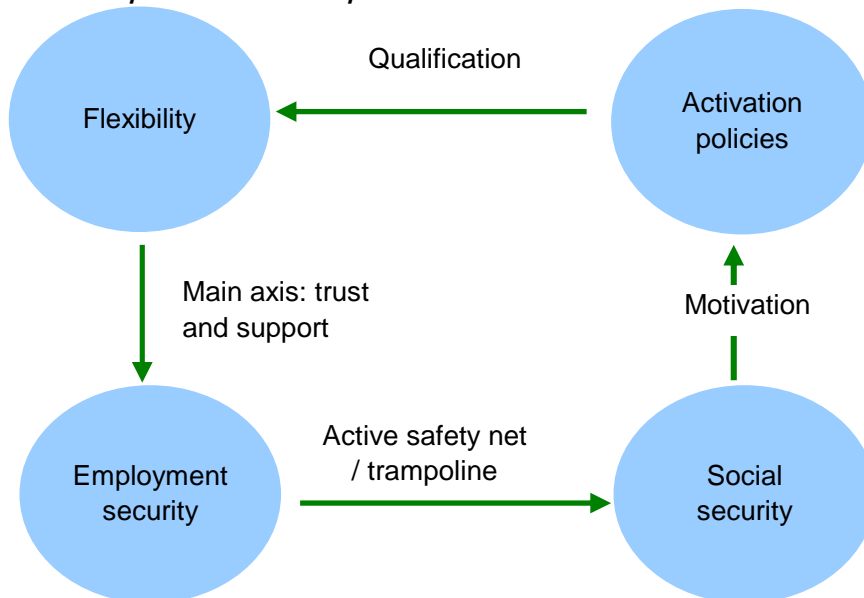 Qualification
Flexibility
Activation
policies
Main axis: trust
and support
Motivation
Active safety net
/ trampoline
Employment
security
Social
security